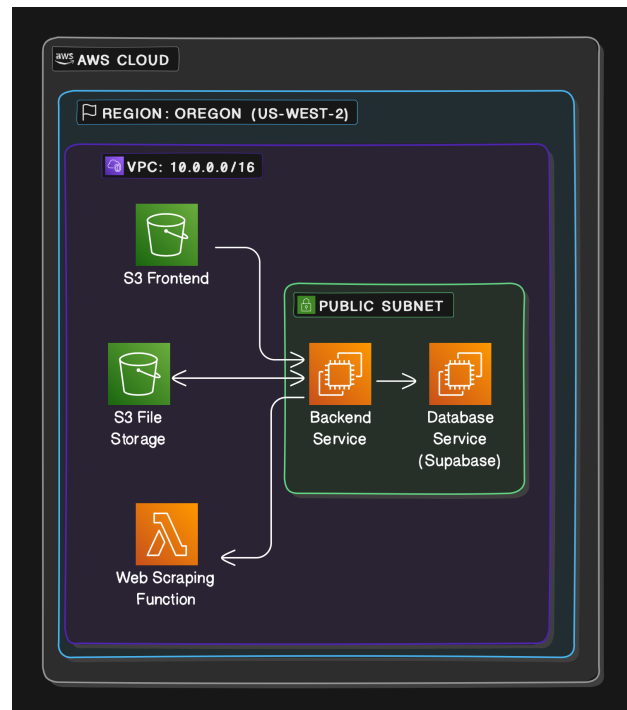 aws AWS CLOUD
REGION: OREGON (US-WEST-2)
VPC: 10.0.0.0/16
S3 Frontend
PUBLIC SUBNET
S3 File
Storage
Backend
Service
Database
Service
(Supabase)
Web Scraping
Function